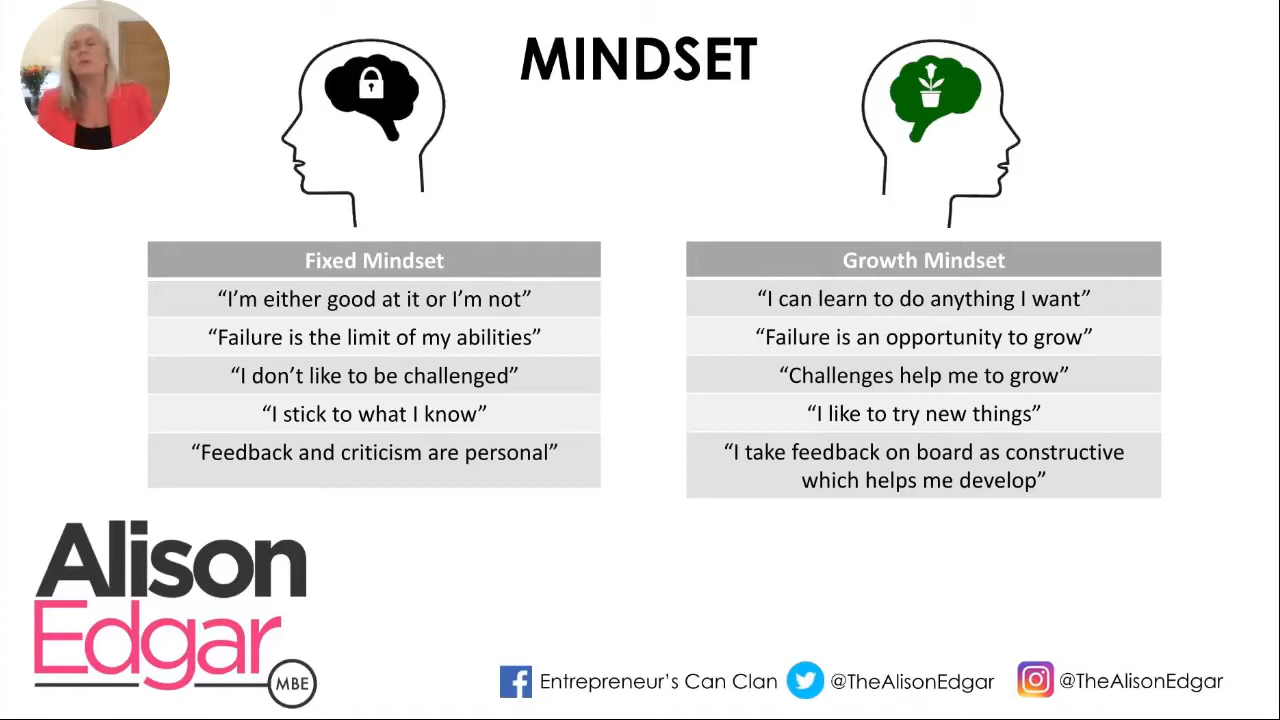 MINDSET
Fixed Mindset
“I’m either good at it or I’m not”
“Failure is the limit of my abilities”
“I don’t like to be challenged”
“I stick to what I know”
“Feedback and criticism are personal”
Growth Mindset
“I can learn to do anything I want”
“Failure is an opportunity to grow”
“Challenges help me to grow”
“I like to try new things”
“I take feedback on board as constructive
which helps me develop”
Alison
Edgar
MBE
Entrepreneur’s Can Clan
@TheAlisonEdgar
@TheAlisonEdgar